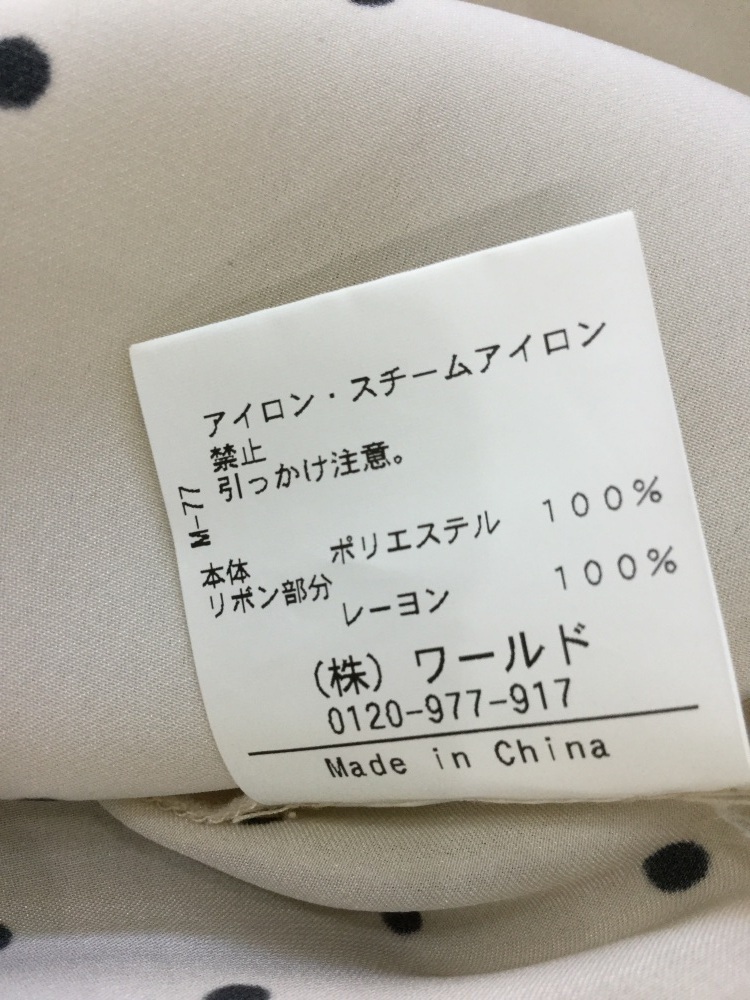 アイロン・スチームアイロン
禁止
引っかけ注意。
M-77
本体 ポリエステル 100%
リボン部分 レーヨン 100%
(株) ワールド
0120-977-917
Made in China